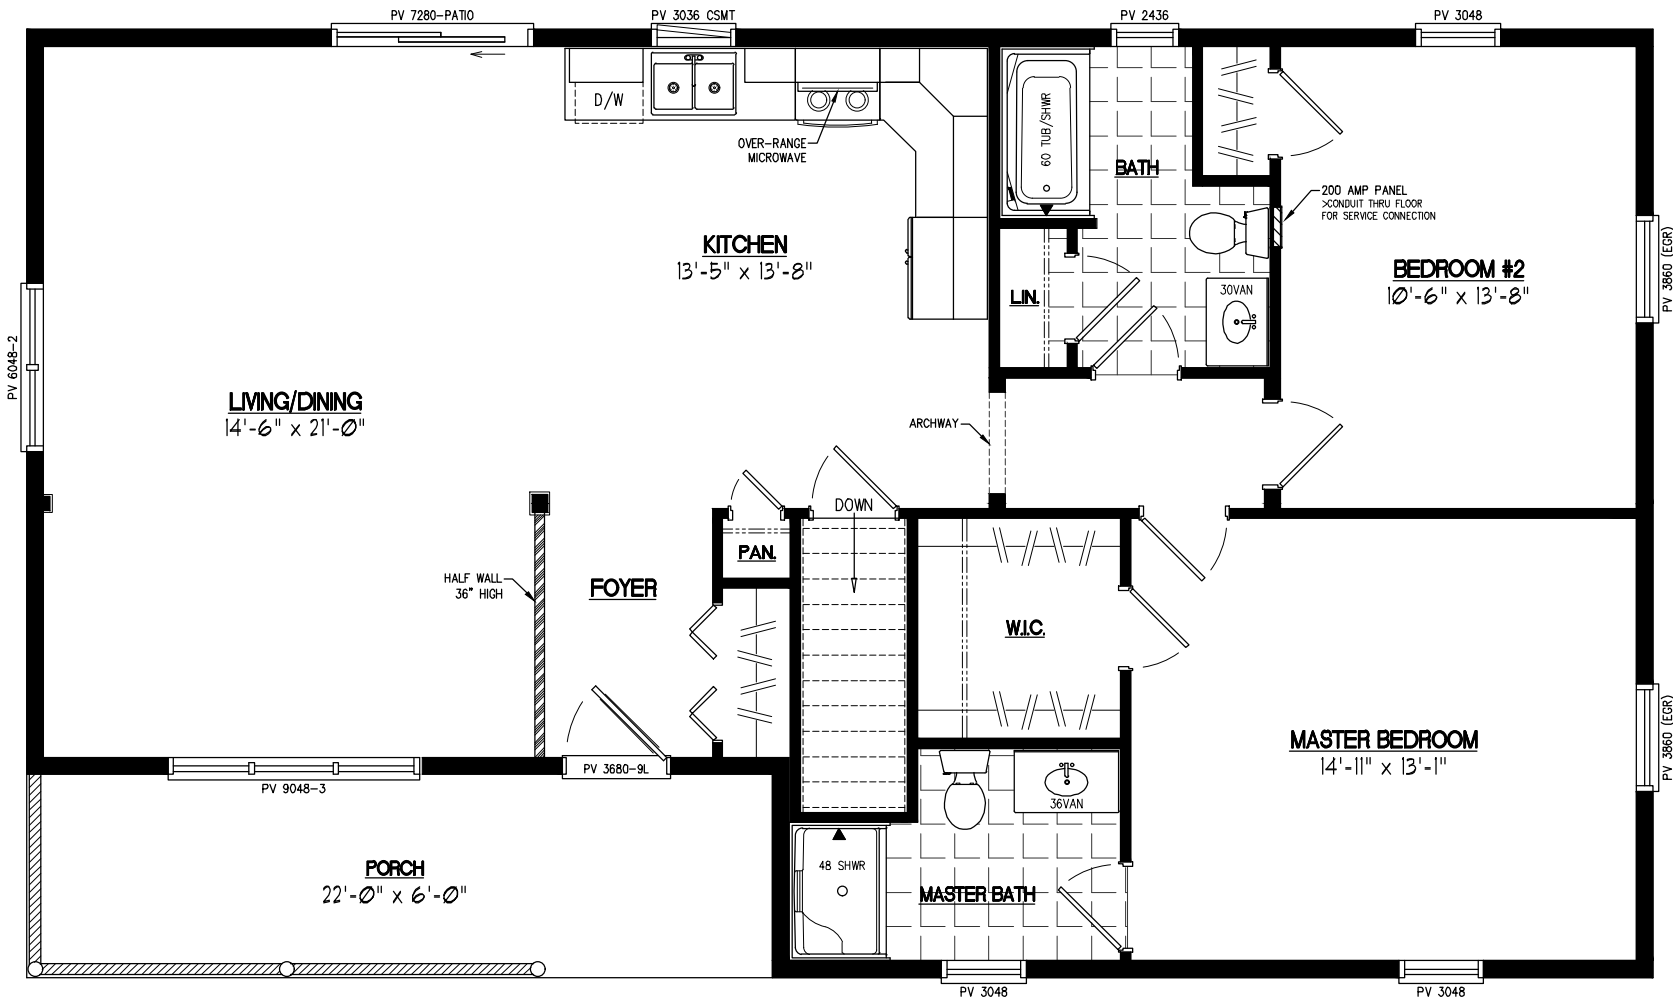 PV 7280-PATIO
PV 3036 CSMT
PV 2436
PV 3048
D/W
OVER-RANGE
MICROWAVE
60 TUB/SHWR
BATH
200 AMP PANEL
>CONDUIT THRU FLOOR
FOR SERVICE CONNECTION
KITCHEN
13'-5" x 13'-8"
PV 3860 (EGR)
BEDROOM #2
10'-6" x 13'-8"
LIN.
30VAN
PV 6048-2
LIVING/DINING
14'-6" x 21'-0"
ARCHWAY
DOWN
PAN.
HALF WALL
36" HIGH
FOYER
W.I.C.
PV 3860 (EGR)
MASTER BEDROOM
14'-11" x 13'-1"
PV 3680-9L
PV 9048-3
36VAN
PORCH
22'-0" x 6'-0"
48 SHWR
MASTER BATH
PV 3048
PV 3048